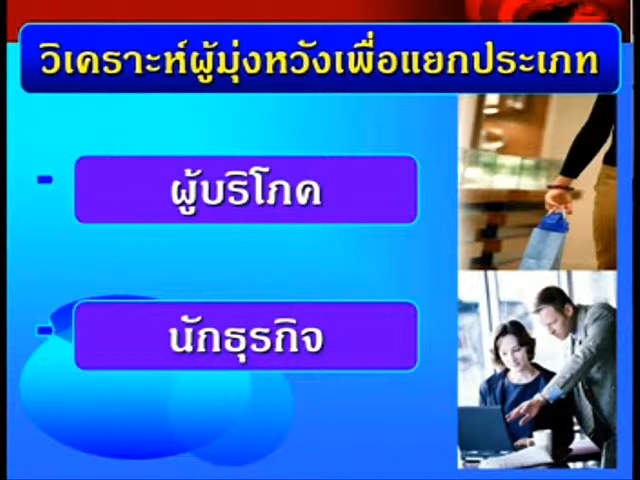 วิเคราะห์ผู้มุ่งหวังเพื่อแยกประเภท
- ผู้บริโภค
- นักธุรกิจ